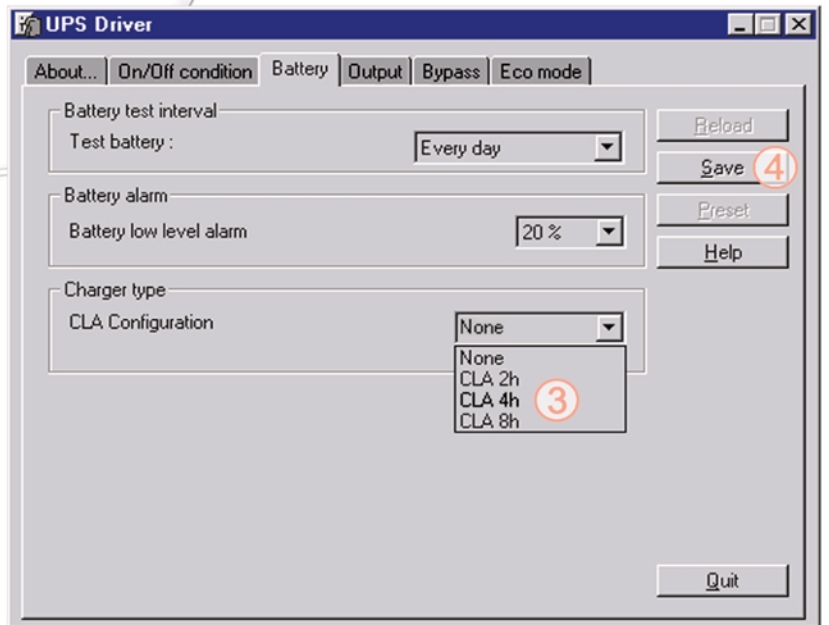 UPS Driver
About... On/Off condition Battery Output Bypass Eco mode
Battery test interval
Test battery : Every day
Reload
Save 4
Battery alarm
Battery low level alarm 20 %
Preset
Help
Charger type
CLA Configuration None
None
CLA 2h
CLA 4h 3
CLA 8h
Quit